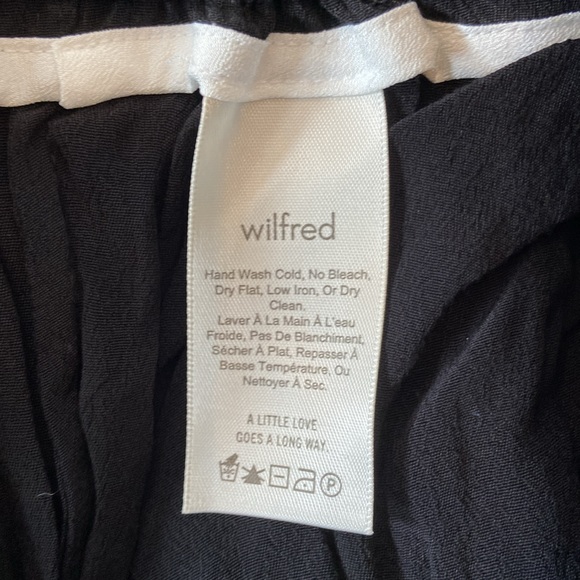 wilfred
Hand Wash Cold, No Bleach,
Dry Flat, Low Iron, Or Dry
Clean.
Laver À La Main À L'eau
Froide, Pas De Blanchiment,
Sécher À Plat, Repasser À
Basse Température, Ou
Nettoyer À Sec.
A LITTLE LOVE
GOES A LONG WAY.
P